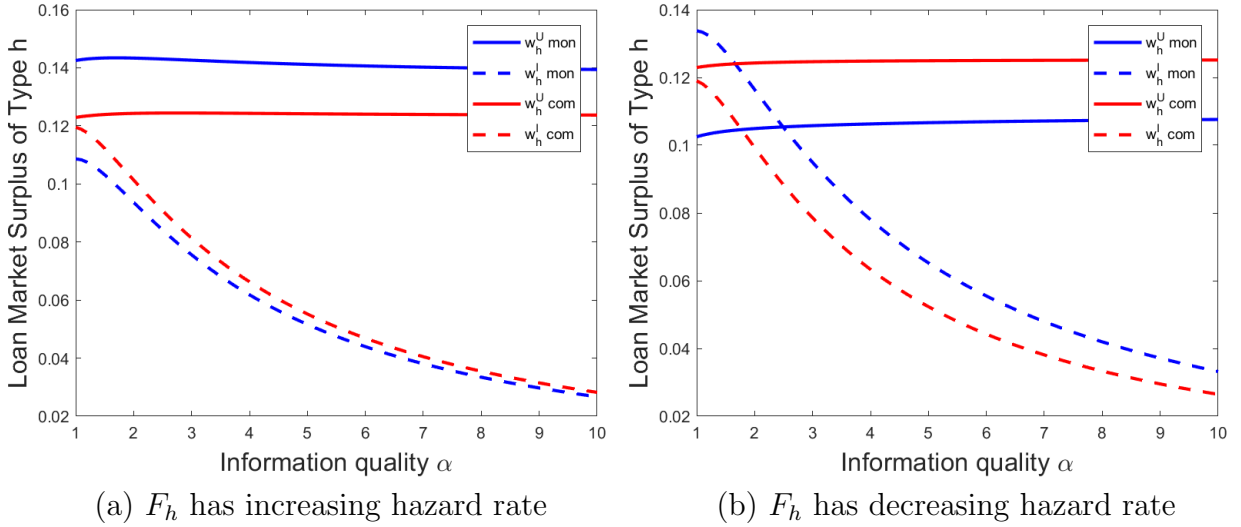 Loan Market Surplus of Type h
0.16
0.14
0.12
0.1
0.08
0.06
0.04
0.02
w_h^U mon
w_h^I mon
w_h^U com
w_h^I com
1 2 3 4 5 6 7 8 9 10
Information quality α
(a) F_h has increasing hazard rate
Loan Market Surplus of Type h
0.14
0.12
0.1
0.08
0.06
0.04
0.02
w_h^U mon
w_h^I mon
w_h^U com
w_h^I com
1 2 3 4 5 6 7 8 9 10
Information quality α
(b) F_h has decreasing hazard rate